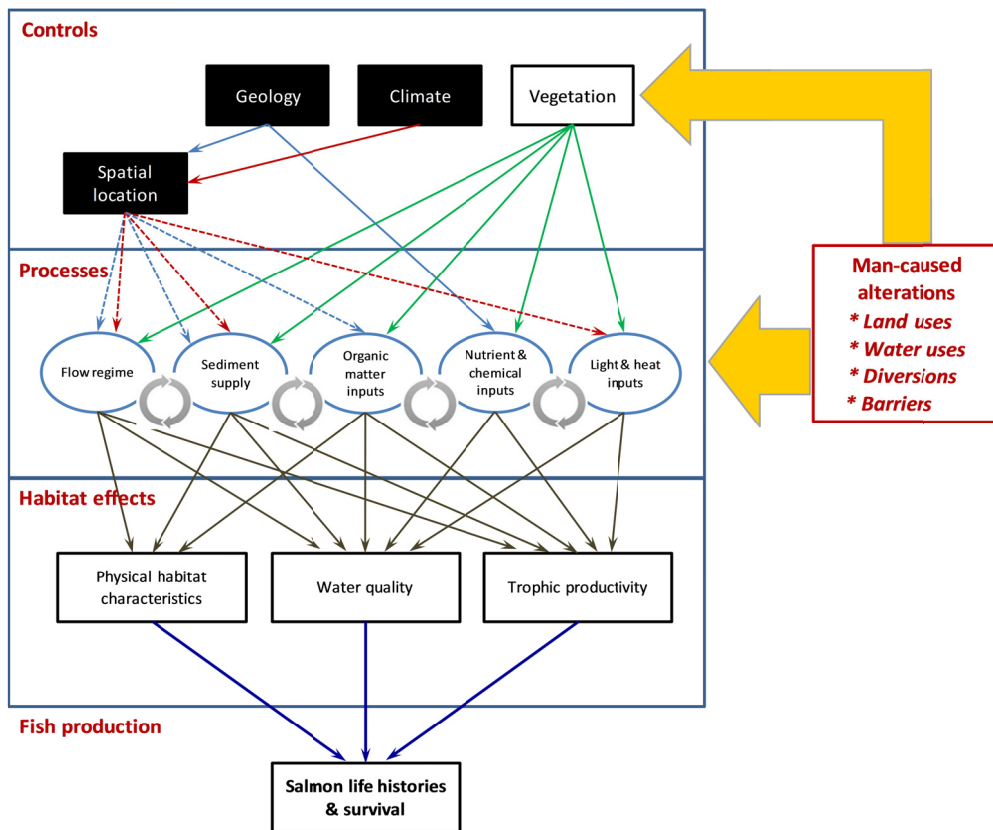 Controls
Geology
Climate
Vegetation
Spatial
location
Processes
Man-caused
alterations
* Land uses
* Water uses
* Diversions
* Barriers
Flow regime
Sediment
supply
Organic
matter
inputs
Nutrient &
chemical
inputs
Light & heat
inputs
Habitat effects
Physical habitat
characteristics
Water quality
Trophic productivity
Fish production
Salmon life histories
& survival